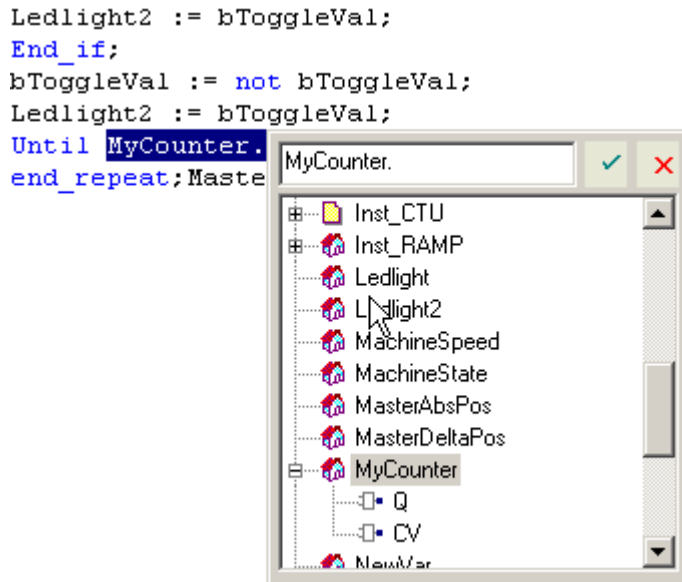 Ledlight2 := bToggleVal;
End_if;
bToggleVal := not bToggleVal;
Ledlight2 := bToggleVal;
Until MyCounter.
end_repeat;Maste
MyCounter.
Inst_CTU
Inst_RAMP
Ledlight
Ledlight2
MachineSpeed
MachineState
MasterAbsPos
MasterDeltaPos
MyCounter
Q
CV
NewVar